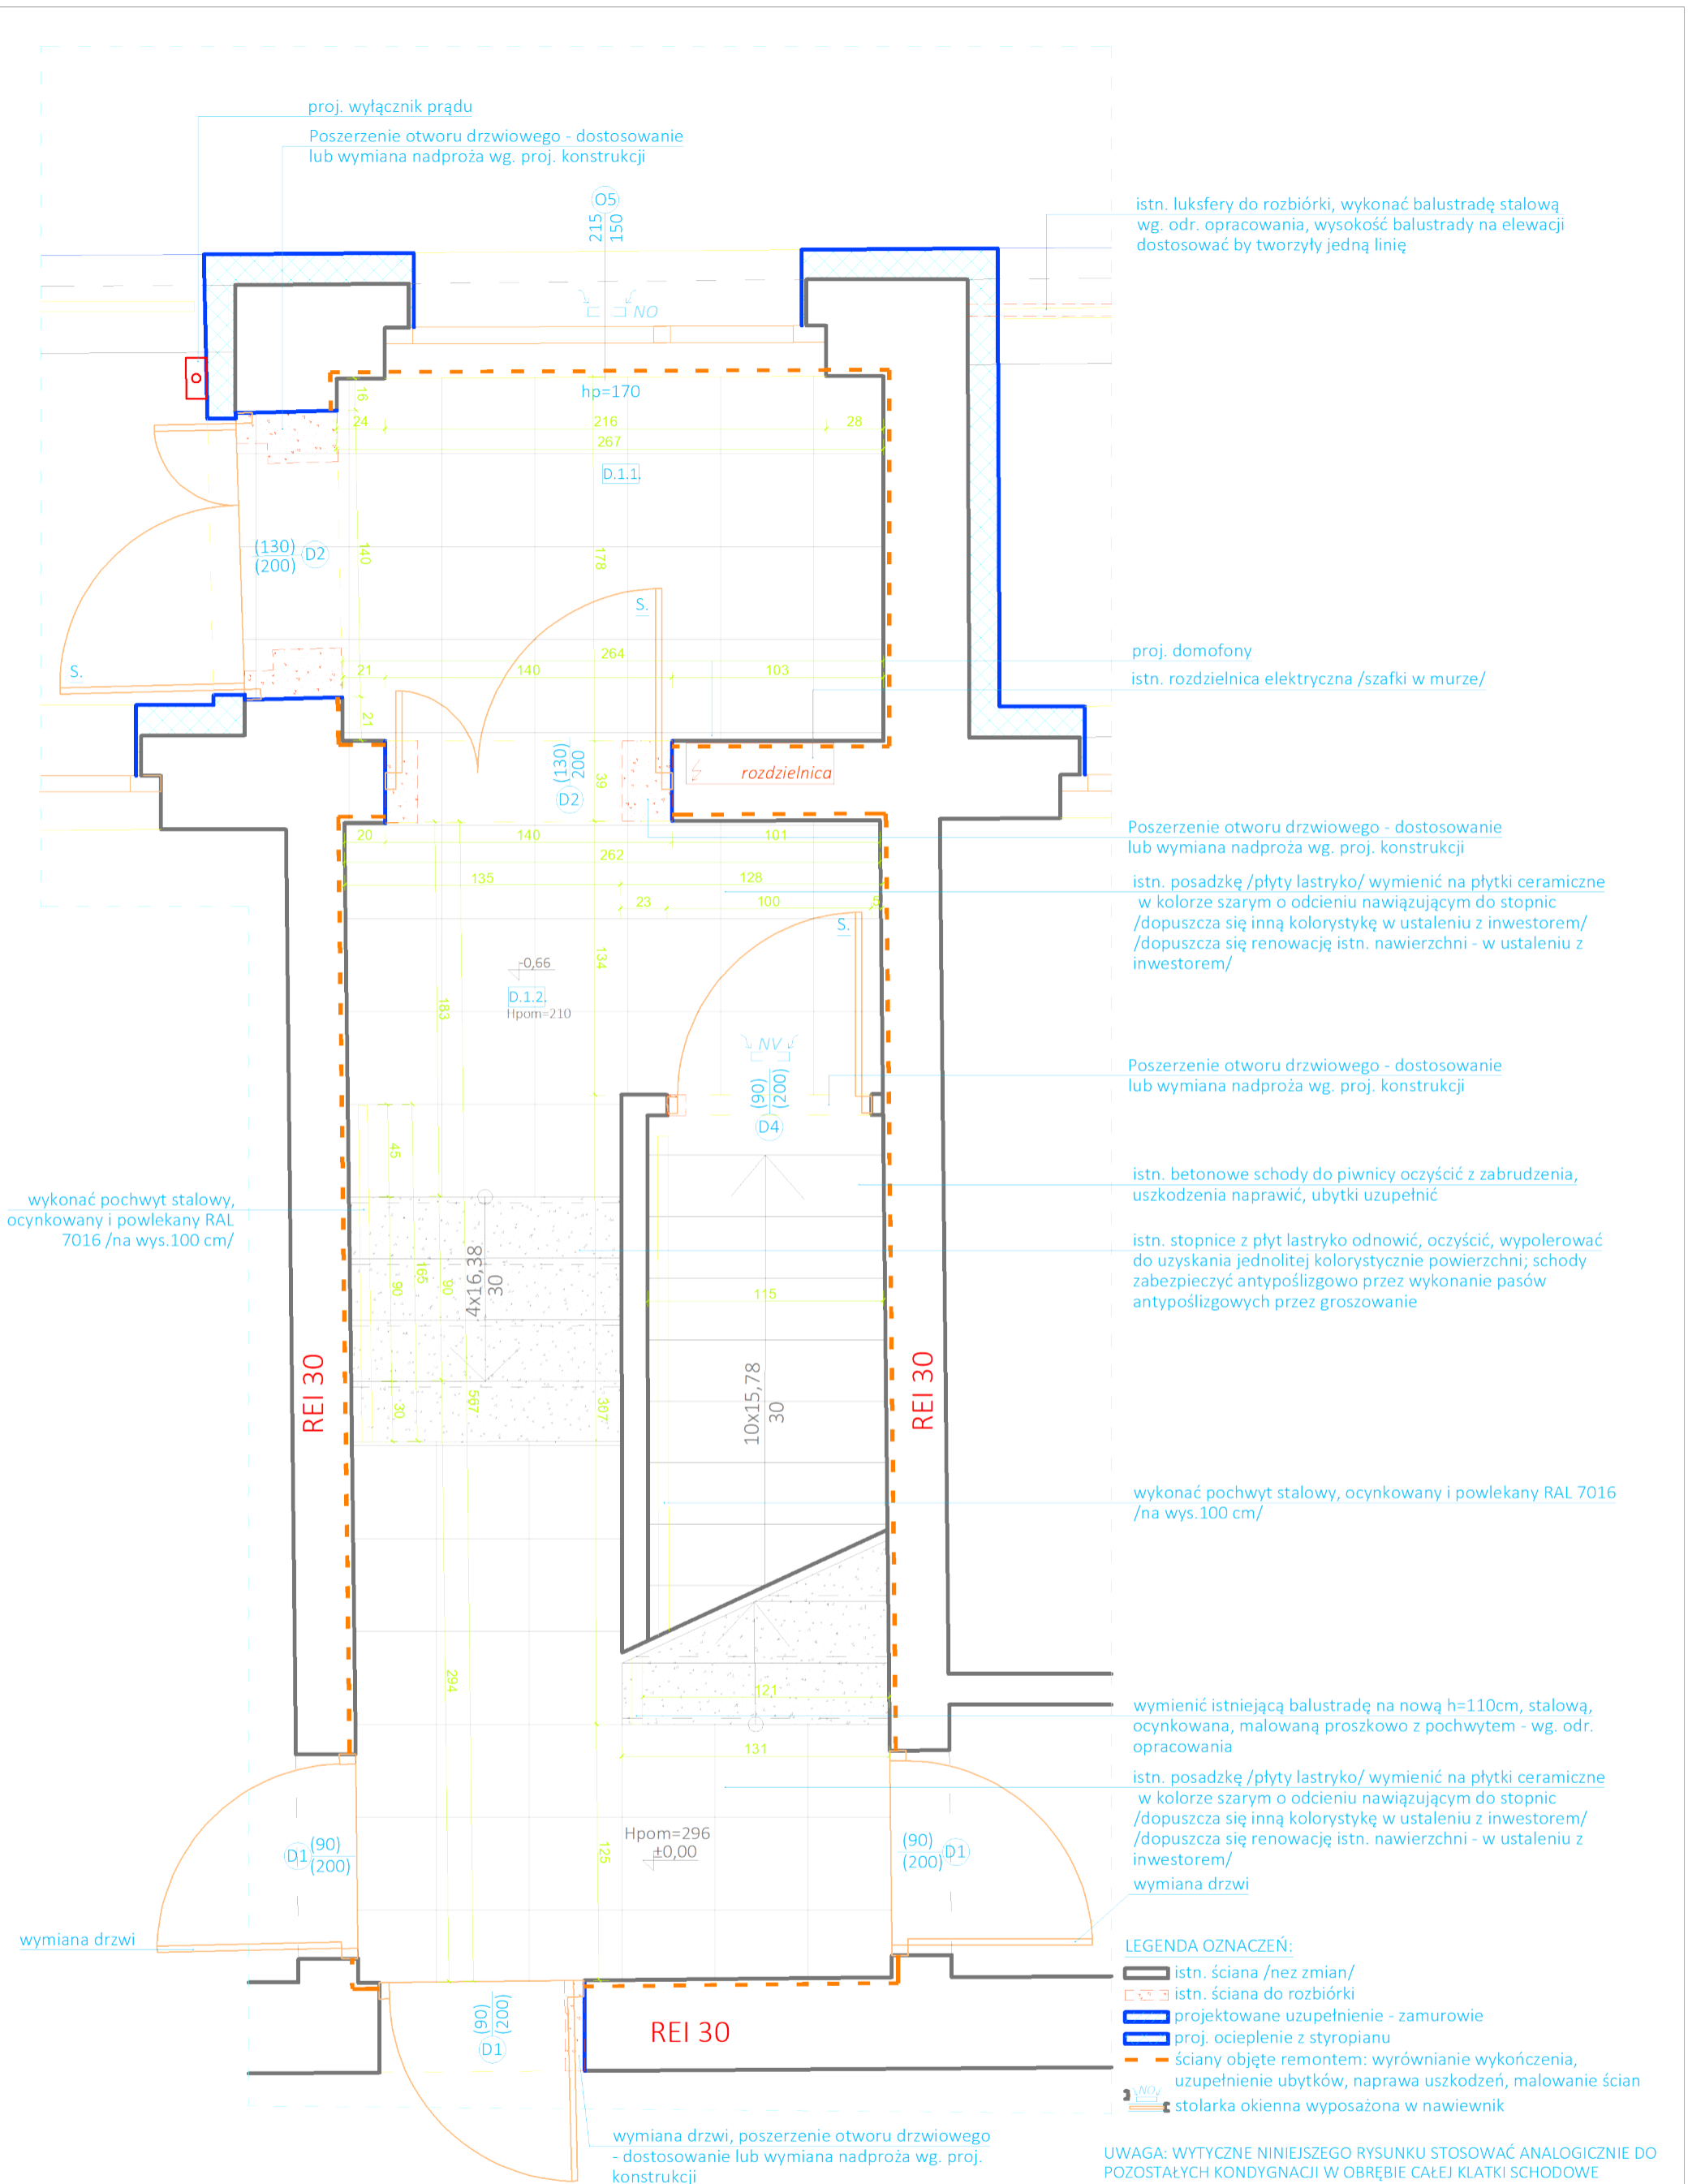 proj. wyłącznik prądu
Poszerzenie otworu drzwiowego - dostosowanie
lub wymiana nadproża wg. proj. konstrukcji
O5
215
150
istn. luksfery do rozbiórki, wykonać balustradę stalową
wg. odr. opracowania, wysokość balustrady na elewacji
dostosować by tworzyły jedną linię
NO
hp=170
16
24
216
28
267
D.1.1.
(130)
(200)
D2
140
178
S.
S.
264
21
140
103
21
proj. domofony
istn. rozdzielnica elektryczna /szafki w murze/
(130)
200
D2
39
rozdzielnica
20
140
101
262
135
128
23
100
5
Poszerzenie otworu drzwiowego - dostosowanie
lub wymiana nadproża wg. proj. konstrukcji
istn. posadzkę /płyty lastryko/ wymienić na płytki ceramiczne
w kolorze szarym o odcieniu nawiązującym do stopnic
/dopuszcza się inną kolorystykę w ustaleniu z inwestorem/
/dopuszcza się renowację istn. nawierzchni - w ustaleniu z
inwestorem/
S.
-0,66
134
D.1.2.
Hpom=210
183
NV
(90)
(200)
D4
Poszerzenie otworu drzwiowego - dostosowanie
lub wymiana nadproża wg. proj. konstrukcji
45
istn. betonowe schody do piwnicy oczyścić z zabrudzenia,
uszkodzenia naprawić, ubytki uzupełnić
wykonać pochwyt stalowy,
ocynkowany i powlekany RAL
7016 /na wys.100 cm/
istn. stopnice z płyt lastryko odnowić, oczyścić, wypolerować
do uzyskania jednolitej kolorystycznie powierzchni; schody
zabezpieczyć antypoślizgowo przez wykonanie pasów
antypoślizgowych przez groszowanie
90
165
90
4x16,38
30
115
REI 30
30
567
307
10x15,78
30
REI 30
wykonać pochwyt stalowy, ocynkowany i powlekany RAL 7016
/na wys.100 cm/
294
121
131
wymienić istniejącą balustradę na nową h=110cm, stalową,
ocynkowana, malowaną proszkowo z pochwytem - wg. odr.
opracowania
istn. posadzkę /płyty lastryko/ wymienić na płytki ceramiczne
w kolorze szarym o odcieniu nawiązującym do stopnic
/dopuszcza się inną kolorystykę w ustaleniu z inwestorem/
/dopuszcza się renowację istn. nawierzchni - w ustaleniu z
inwestorem/
D1
(90)
(200)
Hpom=296
±0,00
125
(90)
(200)
D1
wymiana drzwi
wymiana drzwi
(90)
(200)
D1
REI 30
LEGENDA OZNACZEŃ:
istn. ściana /nez zmian/
istn. ściana do rozbiórki
projektowane uzupełnienie - zamurowie
proj. ocieplenie z styropianu
ściany objęte remontem: wyrównianie wykończenia,
uzupełnienie ubytków, naprawa uszkodzeń, malowanie ścian
NO
stolarka okienna wyposażona w nawiewnik
wymiana drzwi, poszerzenie otworu drzwiowego
- dostosowanie lub wymiana nadproża wg. proj.
konstrukcji
UWAGA: WYTYCZNE NINIEJSZEGO RYSUNKU STOSOWAĆ ANALOGICZNIE DO
POZOSTAŁYCH KONDYGNACJI W OBRĘBIE CAŁEJ KLATKI SCHODOWE